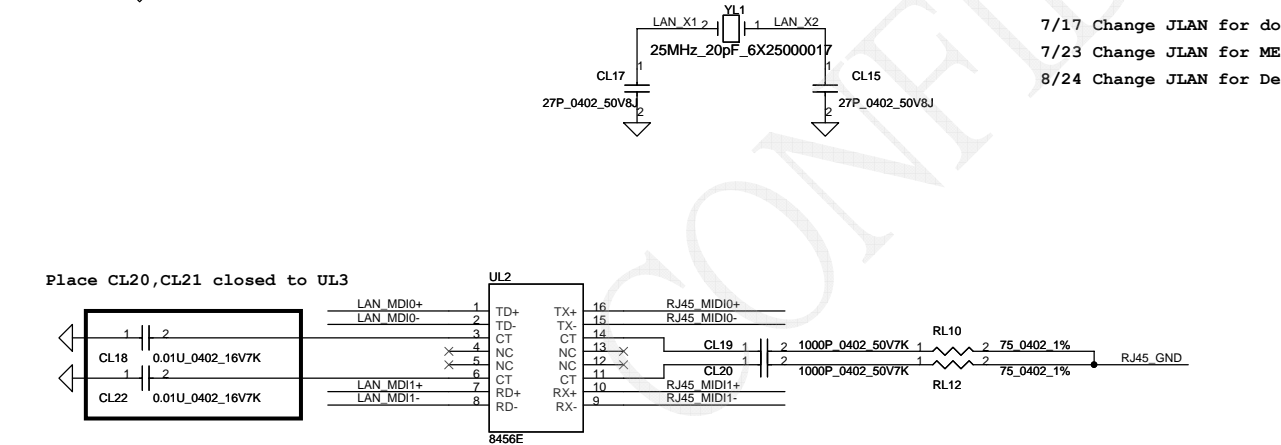 YL1
LAN_X1 2 1 LAN_X2
25MHz_20pF_6X25000017
7/17 Change JLAN for do
7/23 Change JLAN for ME
8/24 Change JLAN for De
1 1
CL17 CL15
27P_0402_50V8J 27P_0402_50V8J
2 2
CONFI
Place CL20,CL21 closed to UL3
UL2
LAN_MDI0+ 1 TD+ TX+ 16 RJ45_MIDI0+
LAN_MDI0- 2 TD- TX- 15 RJ45_MIDI0-
1 2 3 CT CT 14
CL18 0.01U_0402_16V7K
4 NC NC 13
CL19 1 2 1000P_0402_50V7K 1 RL10 2 75_0402_1%
5 NC NC 12
1 2 6 CT CT 11
CL20 1 2 1000P_0402_50V7K 1 RL12 2 75_0402_1%
RJ45_GND
CL22 0.01U_0402_16V7K
LAN_MDI1+ 7 RD+ RX+ 10 RJ45_MIDI1+
LAN_MDI1- 8 RD- RX- 9 RJ45_MIDI1-
8456E